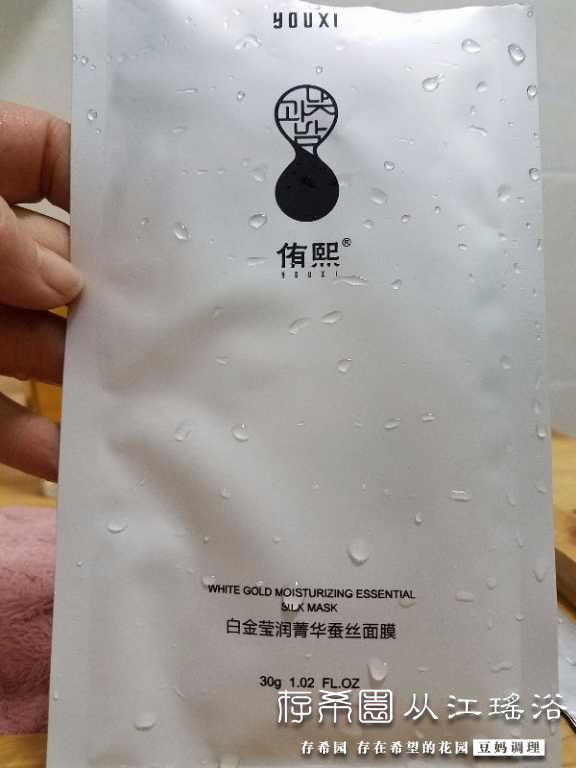 YOUXI
侑熙®
YOUXI
WHITE GOLD MOISTURIZING ESSENTIAL
SILK MASK
白金莹润菁华蚕丝面膜
30g 1.02 FL.OZ
存希園 从江瑶浴
存希园 存在希望的花园 豆妈调理